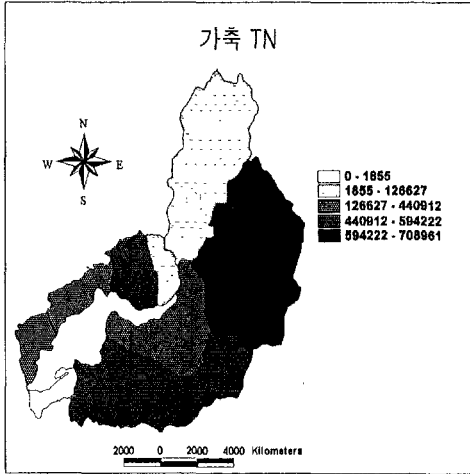 가축 TN
N
W E
S
0 - 1855
1855 - 126627
126627 - 440912
440912 - 594222
594222 - 708961
2000 0 2000 4000 Kilometers